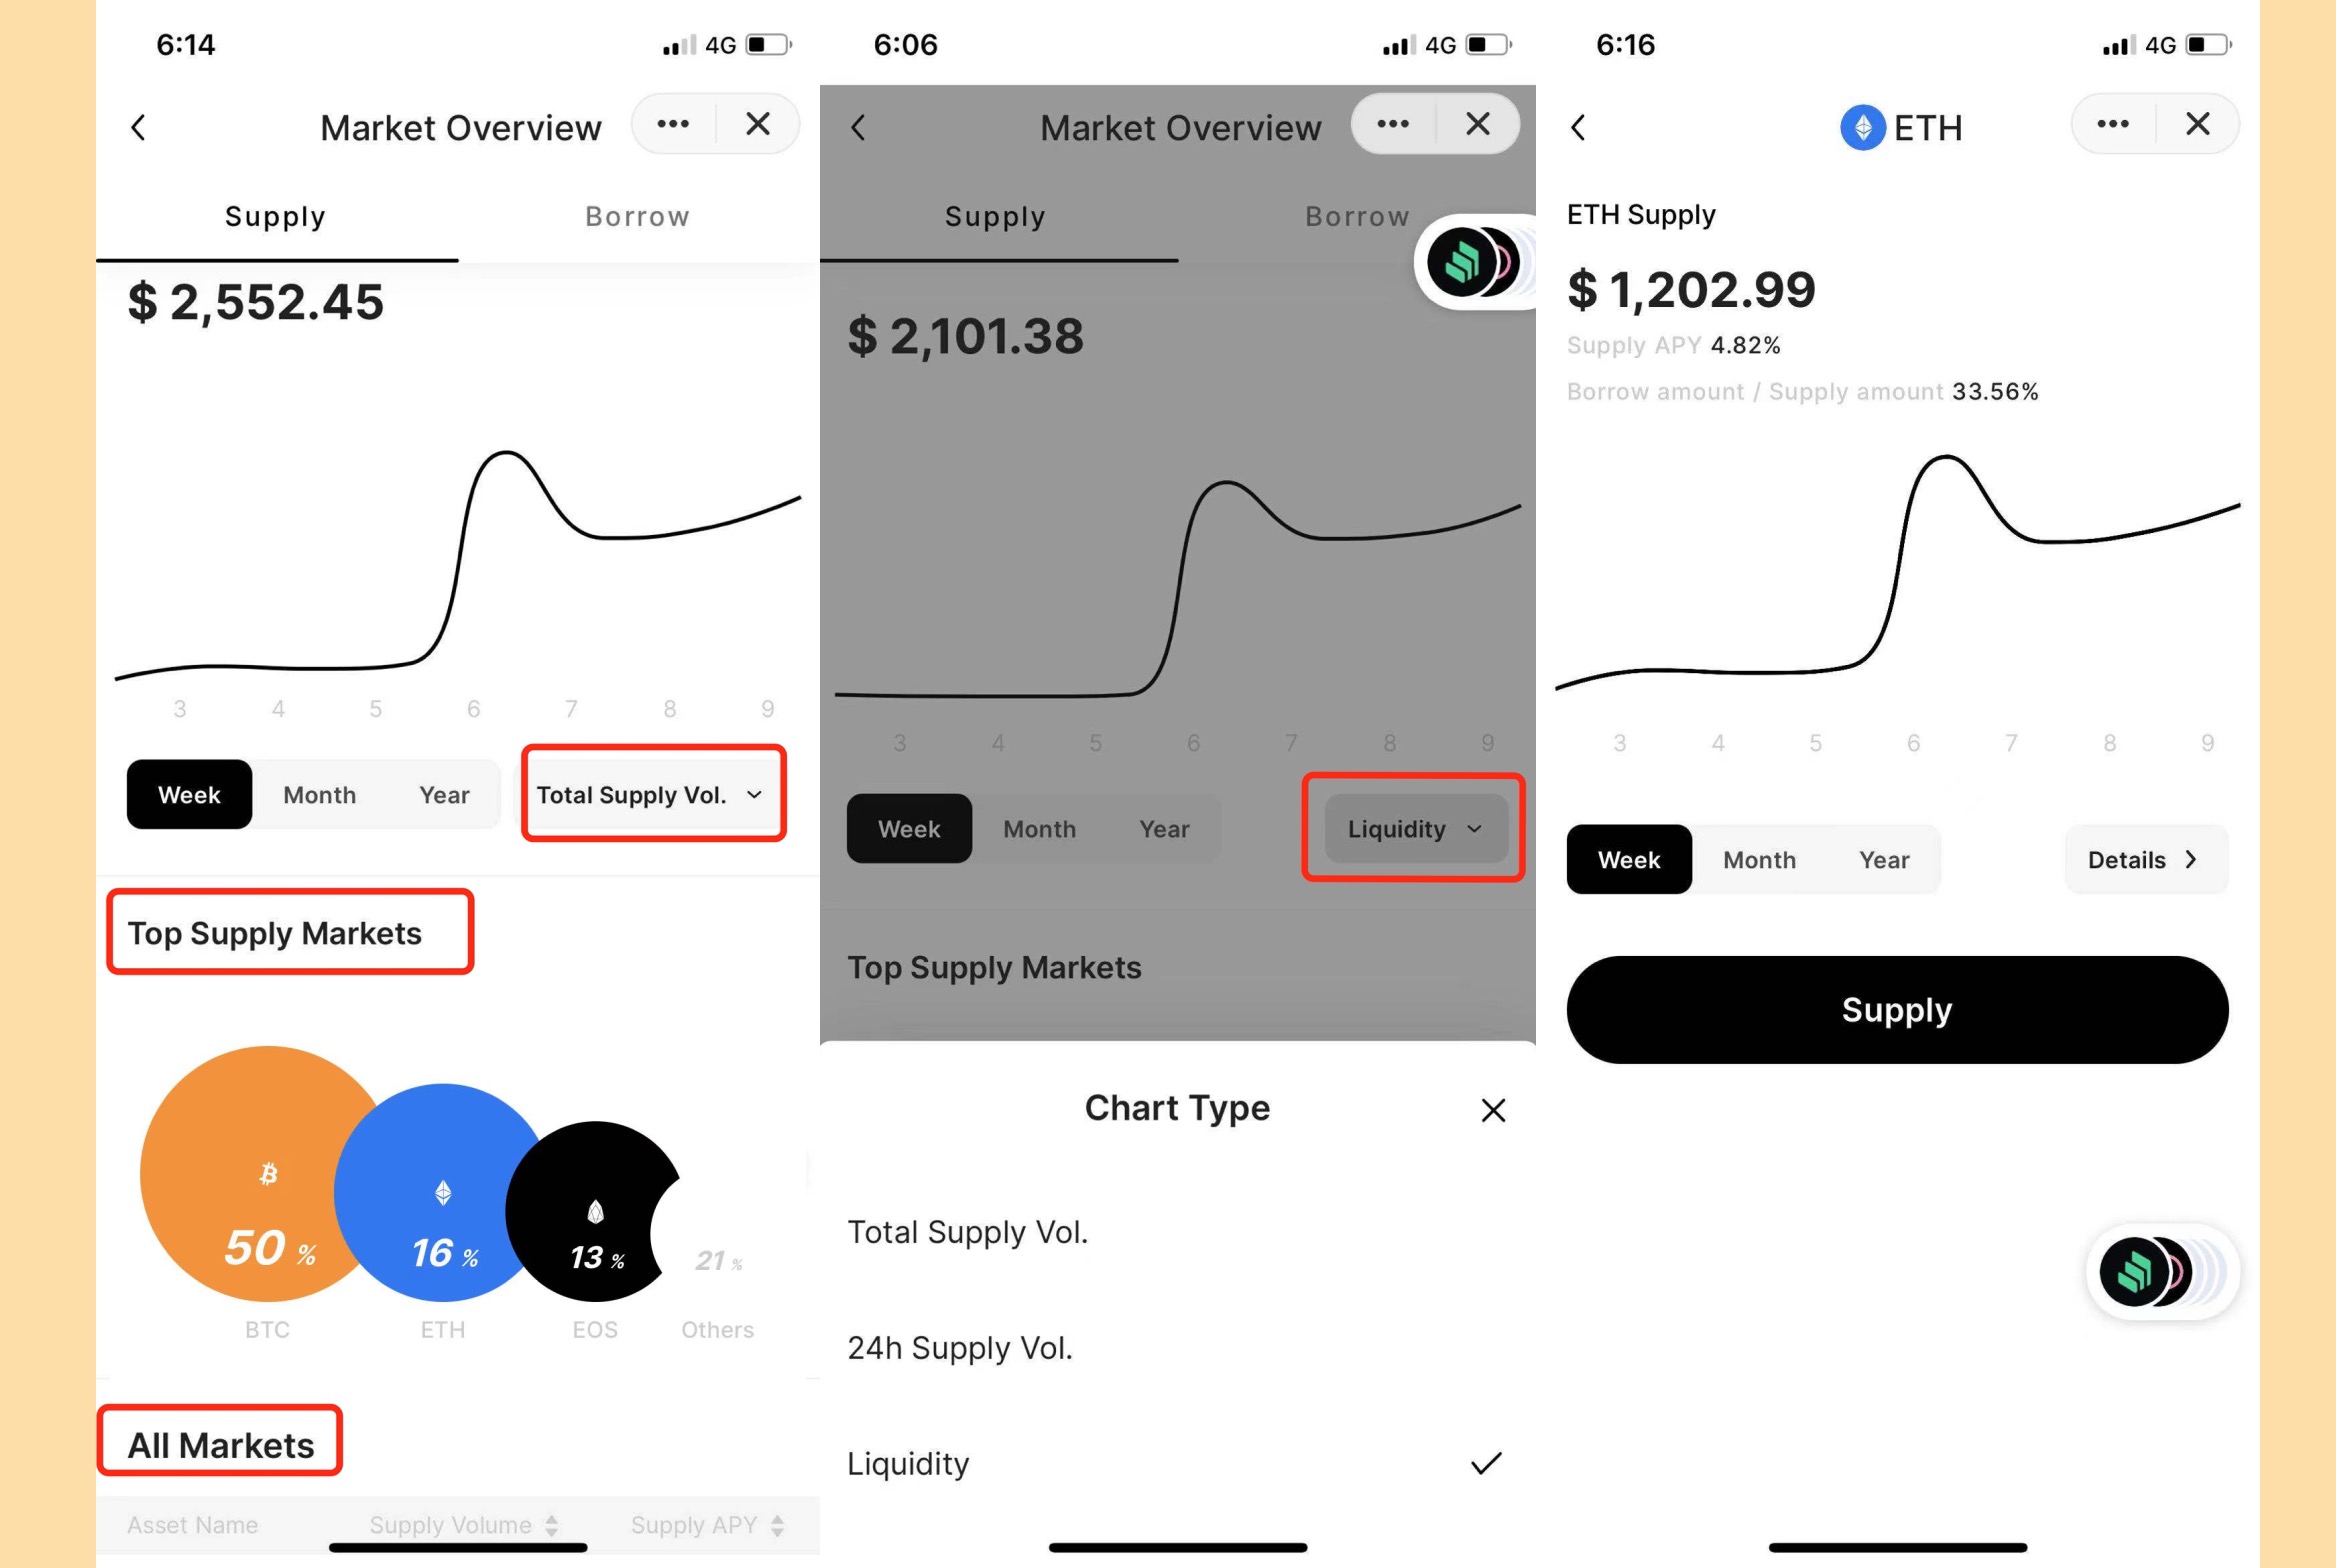 6:14
4G
Market Overview
Supply Borrow
$ 2,552.45
3 4 5 6 7 8 9
Week Month Year Total Supply Vol.
Top Supply Markets
50 % 16 % 13 % 21 %
BTC ETH EOS Others
All Markets
Asset Name Supply Volume Supply APY
6:06
4G
Market Overview
Supply Borrow
$ 2,101.38
3 4 5 6 7 8 9
Week Month Year Liquidity
Top Supply Markets
Chart Type
Total Supply Vol.
24h Supply Vol.
Liquidity
6:16
4G
ETH
ETH Supply
$ 1,202.99
Supply APY 4.82%
Borrow amount / Supply amount 33.56%
3 4 5 6 7 8 9
Week Month Year Details
Supply